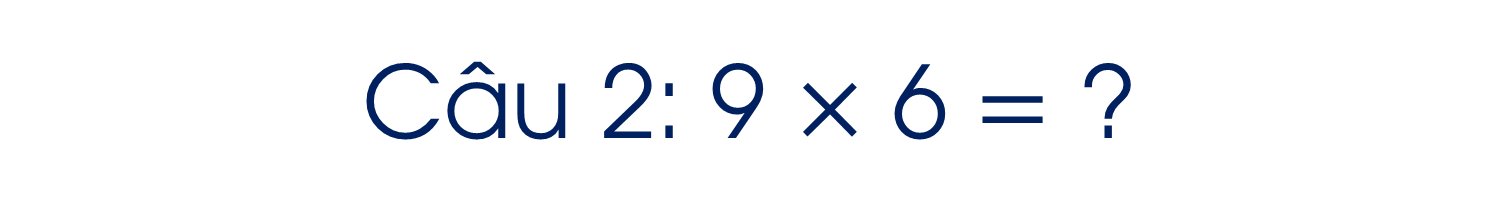 Câu 2: 9 × 6 = ?